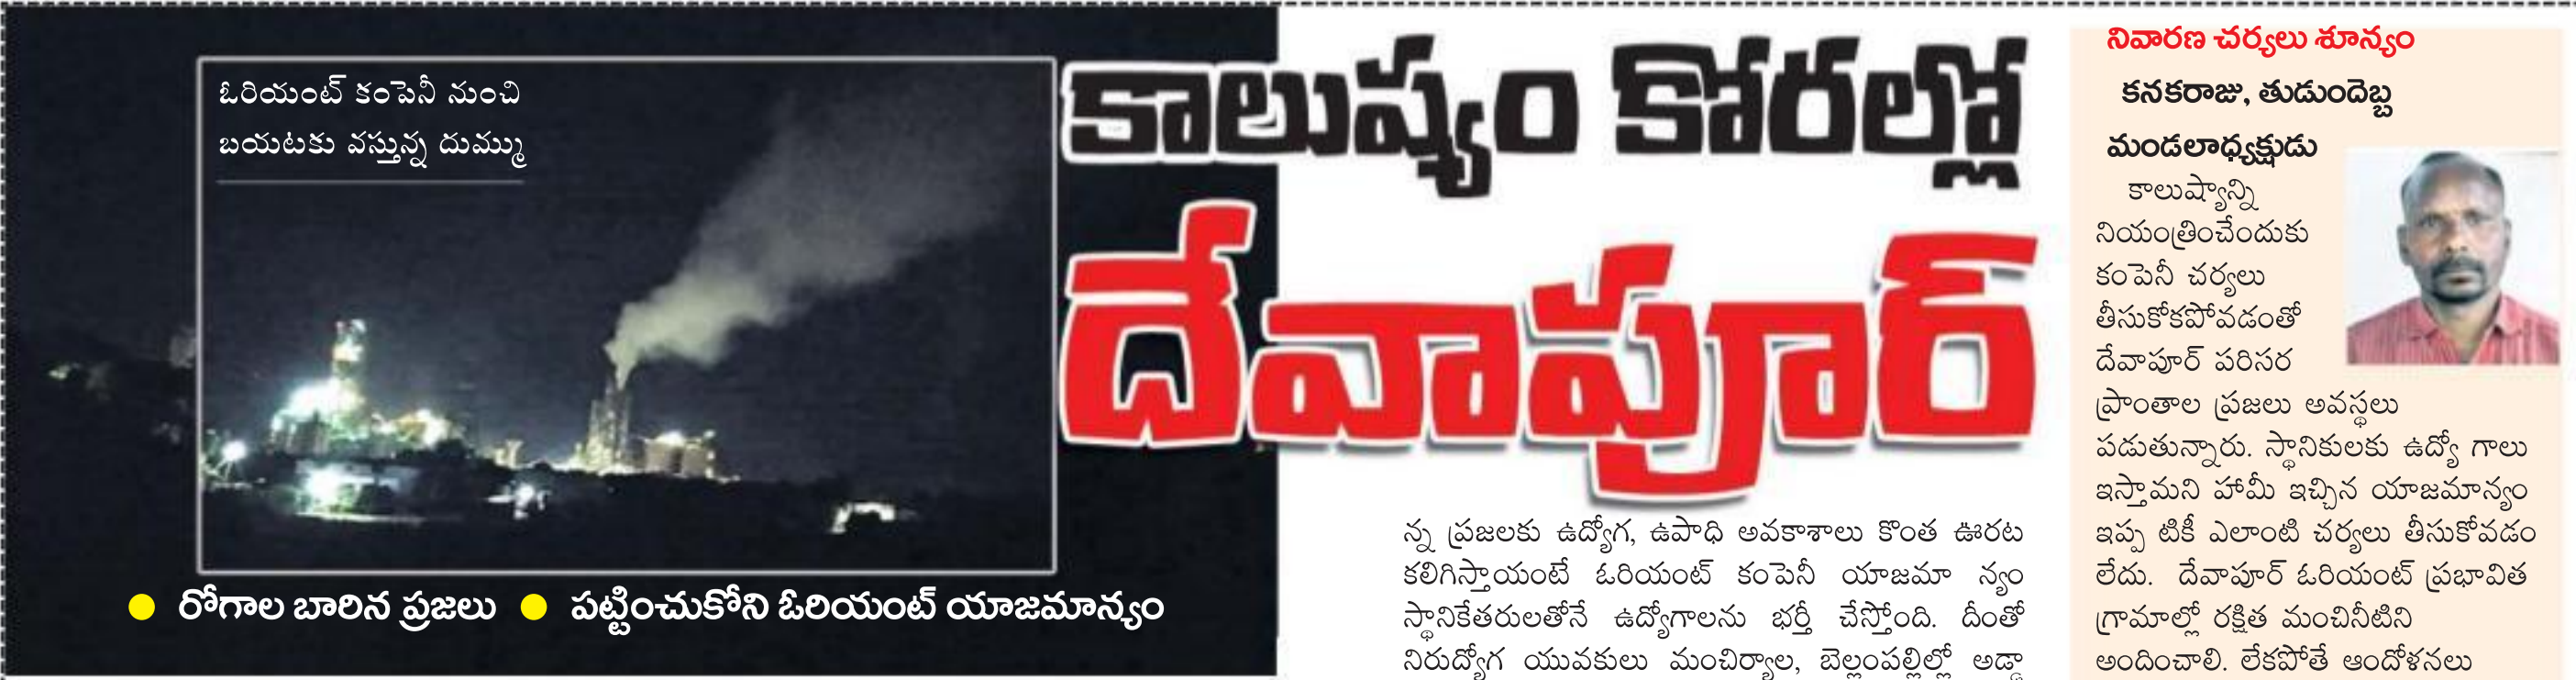 ఓరియంట్ కంపెనీ నుంచి
బయటకు వస్తున్న దుమ్ము
కాలుష్యం కోరల్లో
దేవాపూర్
● రోగాల బారిన ప్రజలు ● పట్టించుకోని ఓరియంట్ యాజమాన్యం
న్న ప్రజలకు ఉద్యోగ, ఉపాధి అవకాశాలు కొంత ఊరట
కలిగిస్తాయంటే ఓరియంట్ కంపెనీ యాజమా న్యం
స్థానికేతరులతోనే ఉద్యోగాలను భర్తీ చేస్తోంది. దీంతో
నిరుద్యోగ యువకులు మంచిర్యాల, బెల్లంపల్లిల్లో అడ్డా
నివారణ చర్యలు శూన్యం
కనకరాజు, తుడుందెబ్బ
మండలాధ్యక్షుడు
కాలుష్యాన్ని
నియంత్రించేందుకు
కంపెనీ చర్యలు
తీసుకోకపోవడంతో
దేవాపూర్ పరిసర
ప్రాంతాల ప్రజలు అవస్థలు
పడుతున్నారు. స్థానికులకు ఉద్యో గాలు
ఇస్తామని హామీ ఇచ్చిన యాజమాన్యం
ఇప్ప టికీ ఎలాంటి చర్యలు తీసుకోవడం
లేదు. దేవాపూర్ ఓరియంట్ ప్రభావిత
గ్రామాల్లో రక్షిత మంచినీటిని
అందించాలి. లేకపోతే ఆందోళనలు